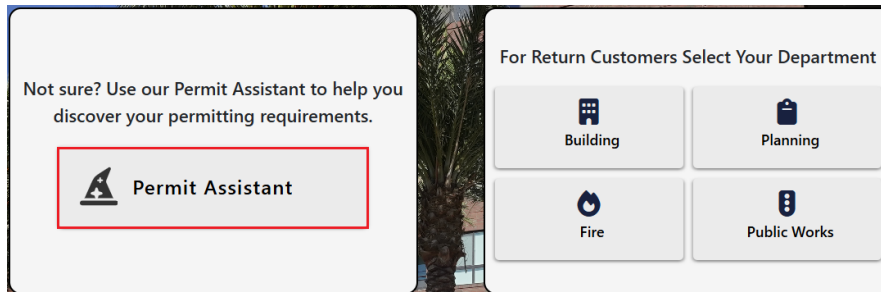 Not sure? Use our Permit Assistant to help you
discover your permitting requirements.
Permit Assistant
For Return Customers Select Your Department
Building
Planning
Fire
Public Works